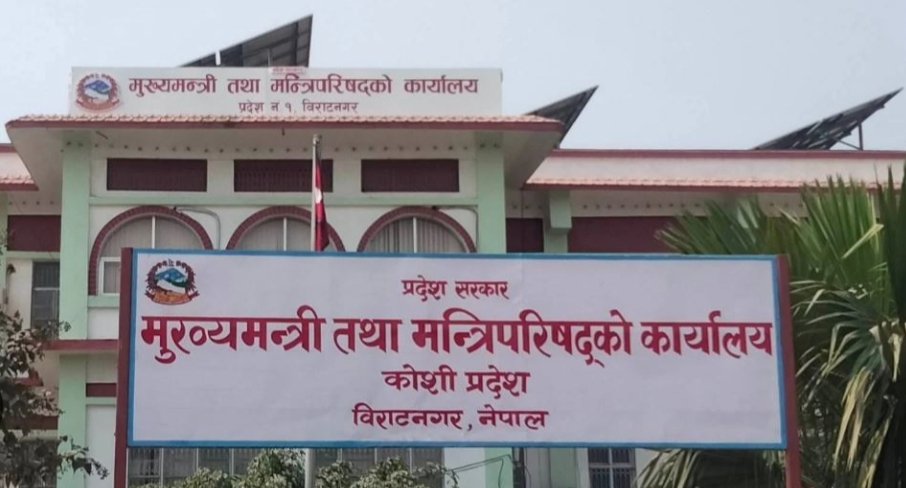 मुख्यमन्त्री तथा मन्त्रिपरिषद्को कार्यालय
प्रदेश न १, विराटनगर
प्रदेश सरकार
मुख्यमन्त्री तथा मन्त्रिपरिषद्को कार्यालय
कोशी प्रदेश
विराटनगर, नेपाल